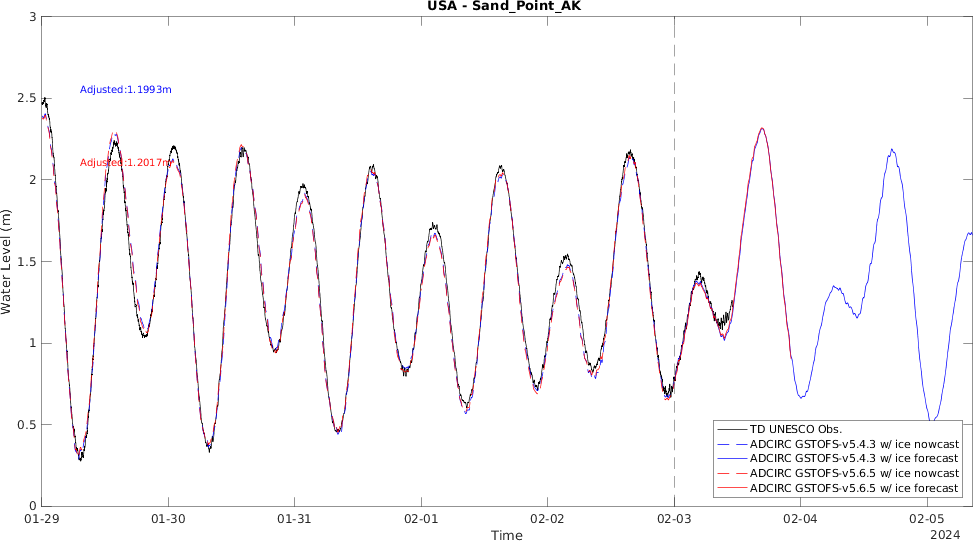 USA - Sand_Point_AK
3
2.5
2
1.5
1
0.5
0
Water Level (m)
Adjusted:1.1993m
Adjusted:1.2017m
TD UNESCO Obs.
ADCIRC GSTOFS-v5.4.3 w/ ice nowcast
ADCIRC GSTOFS-v5.4.3 w/ ice forecast
ADCIRC GSTOFS-v5.6.5 w/ ice nowcast
ADCIRC GSTOFS-v5.6.5 w/ ice forecast
01-29 01-30 01-31 02-01 02-02 02-03 02-04 02-05
Time
2024